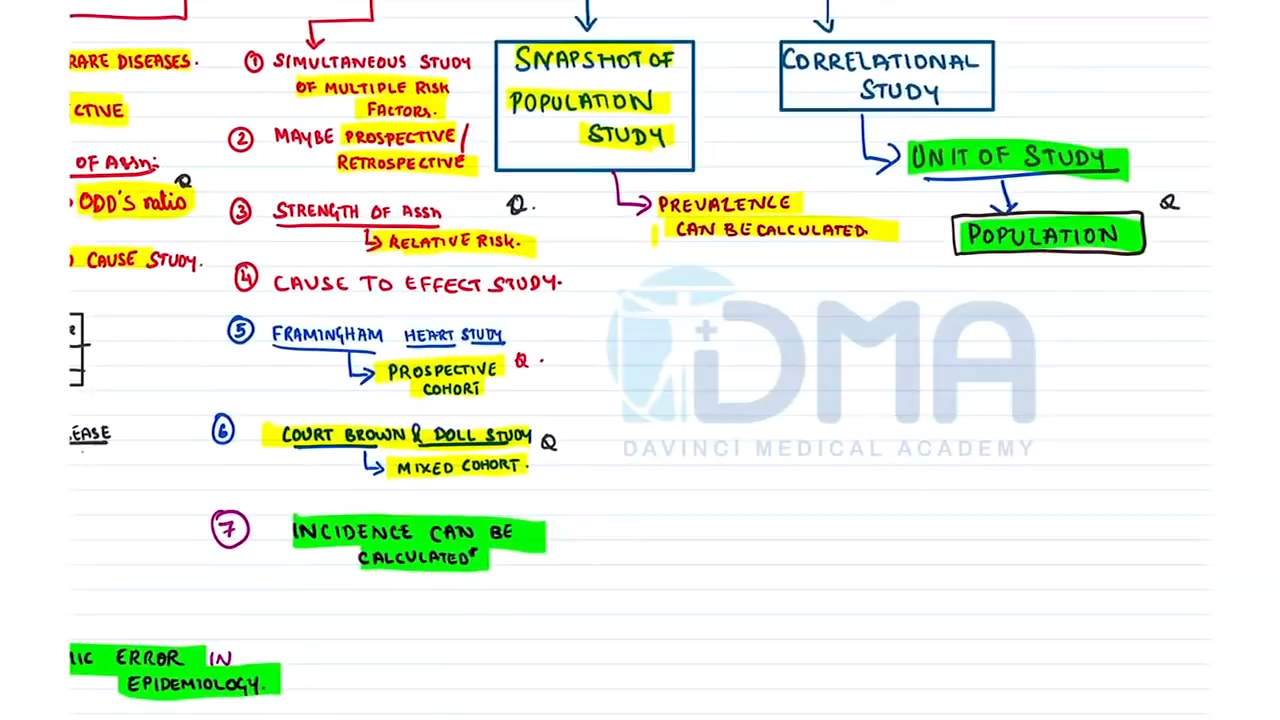 RARE DISEASES.
CTIVE
OF ASSn:
Q
ODD'S ratio
CAUSE STUDY.
EASE
① SIMULTANEOUS STUDY
OF MULTIPLE RISK
FACTORS.
② MAYBE PROSPECTIVE/
RETROSPECTIVE
③ STRENGTH OF ASSn
Q.
RELATIVE RISK.
④ CAUSE TO EFFECT STUDY.
⑤ FRAMINGHAM HEART STUDY
PROSPECTIVE Q.
COHORT
⑥ COURT BROWN & DOLL STUDY Q
MIXED COHORT.
⑦ INCIDENCE CAN BE
CALCULATED
SNAPSHOT OF
POPULATION
STUDY
PREVALENCE
CAN BE CALCULATED.
CORRELATIONAL
STUDY
UNIT OF STUDY
Q
POPULATION
DMA
DAVINCI MEDICAL ACADEMY
MIC ERROR IN
EPIDEMIOLOGY.